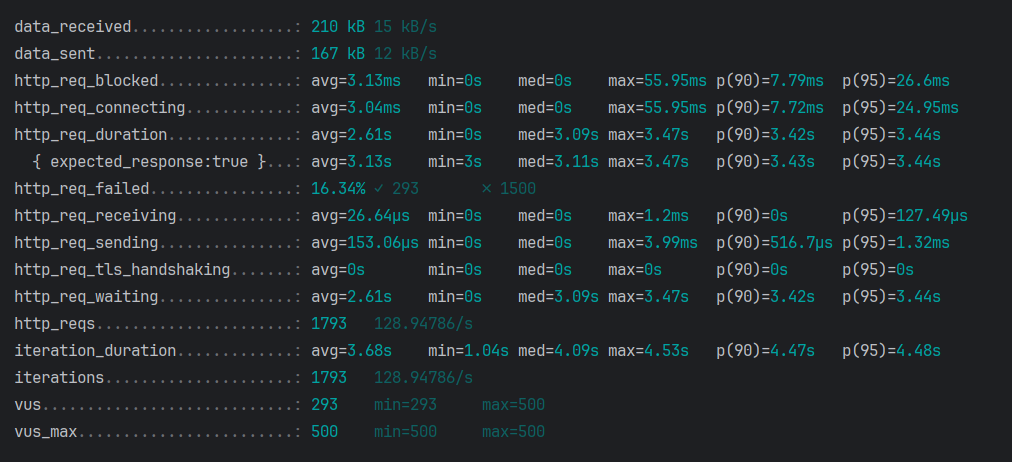 data_received..................: 210 kB 15 kB/s
data_sent......................: 167 kB 12 kB/s
http_req_blocked...............: avg=3.13ms   min=0s    med=0s    max=55.95ms p(90)=7.79ms  p(95)=26.6ms
http_req_connecting............: avg=3.04ms   min=0s    med=0s    max=55.95ms p(90)=7.72ms  p(95)=24.95ms
http_req_duration..............: avg=2.61s    min=0s    med=3.09s max=3.47s   p(90)=3.42s   p(95)=3.44s
  { expected_response:true }...: avg=3.13s    min=3s    med=3.11s max=3.47s   p(90)=3.43s   p(95)=3.44s
http_req_failed................: 16.34% ✓ 293       ✗ 1500
http_req_receiving.............: avg=26.64µs  min=0s    med=0s    max=1.2ms   p(90)=0s      p(95)=127.49µs
http_req_sending...............: avg=153.06µs min=0s    med=0s    max=3.99ms  p(90)=516.7µs p(95)=1.32ms
http_req_tls_handshaking.......: avg=0s       min=0s    med=0s    max=0s      p(90)=0s      p(95)=0s
http_req_waiting...............: avg=2.61s    min=0s    med=3.09s max=3.47s   p(90)=3.42s   p(95)=3.44s
http_reqs......................: 1793   128.94786/s
iteration_duration.............: avg=3.68s    min=1.04s med=4.09s max=4.53s   p(90)=4.47s   p(95)=4.48s
iterations.....................: 1793   128.94786/s
vus............................: 293    min=293     max=500
vus_max........................: 500    min=500     max=500